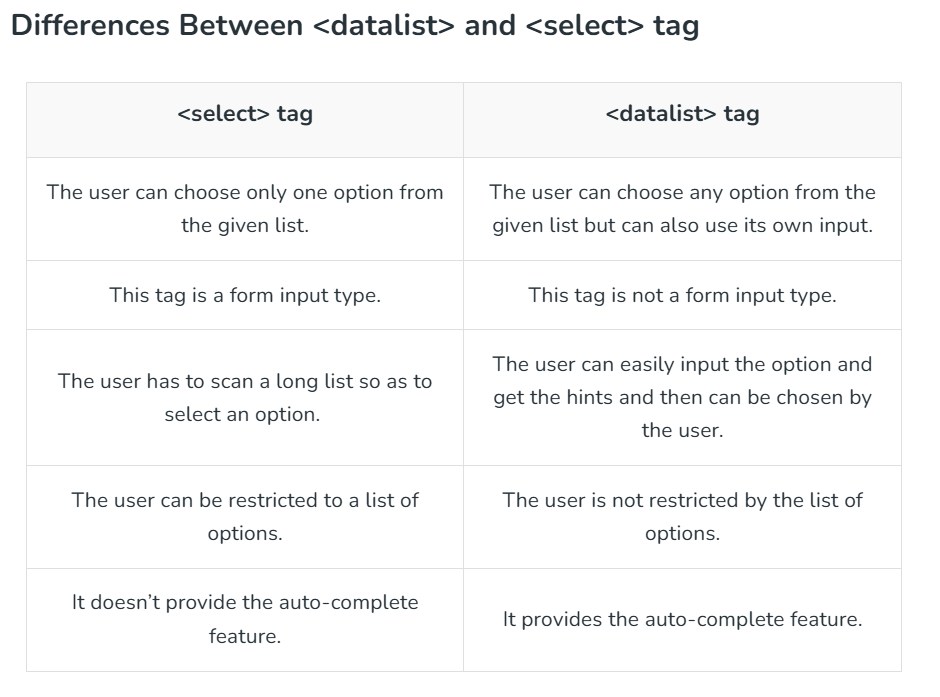 Differences Between <datalist> and <select> tag
<select> tag
<datalist> tag
The user can choose only one option from
the given list.
The user can choose any option from the
given list but can also use its own input.
This tag is a form input type.
This tag is not a form input type.
The user has to scan a long list so as to
select an option.
The user can easily input the option and
get the hints and then can be chosen by
the user.
The user can be restricted to a list of
options.
The user is not restricted by the list of
options.
It doesn’t provide the auto-complete
feature.
It provides the auto-complete feature.